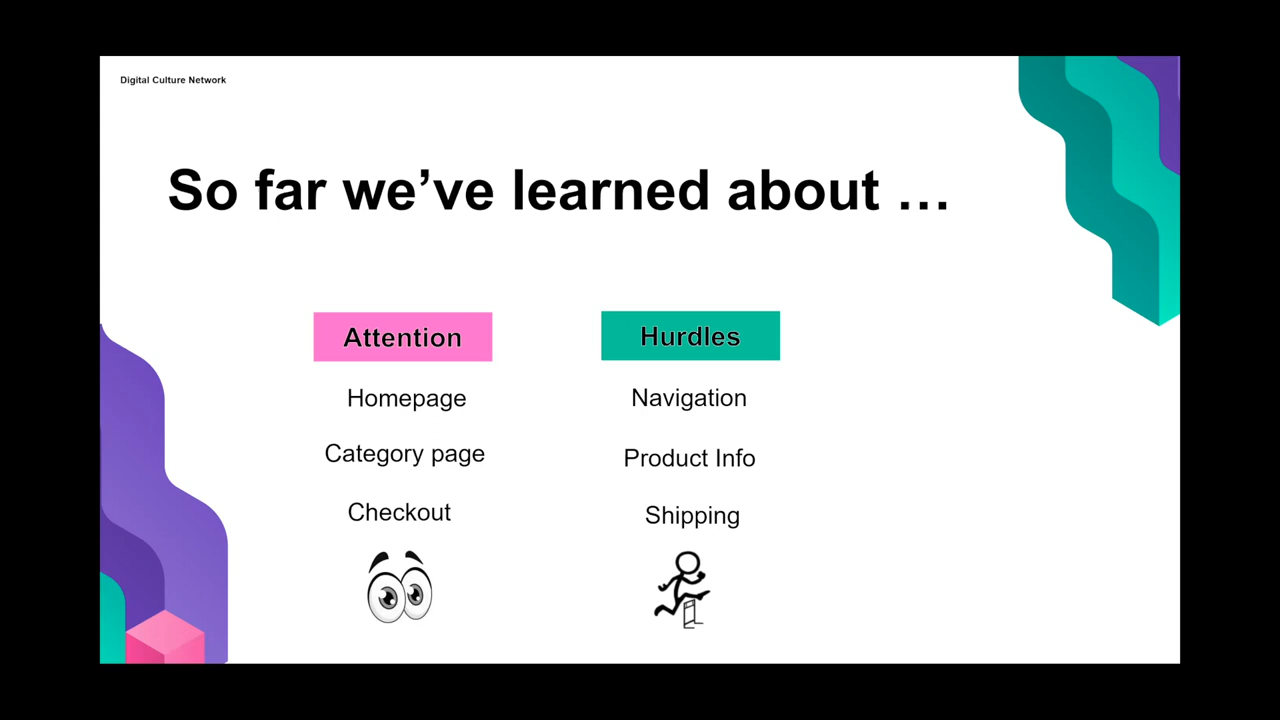 Digital Culture Network
So far we’ve learned about …
Attention
Homepage
Category page
Checkout
Hurdles
Navigation
Product Info
Shipping